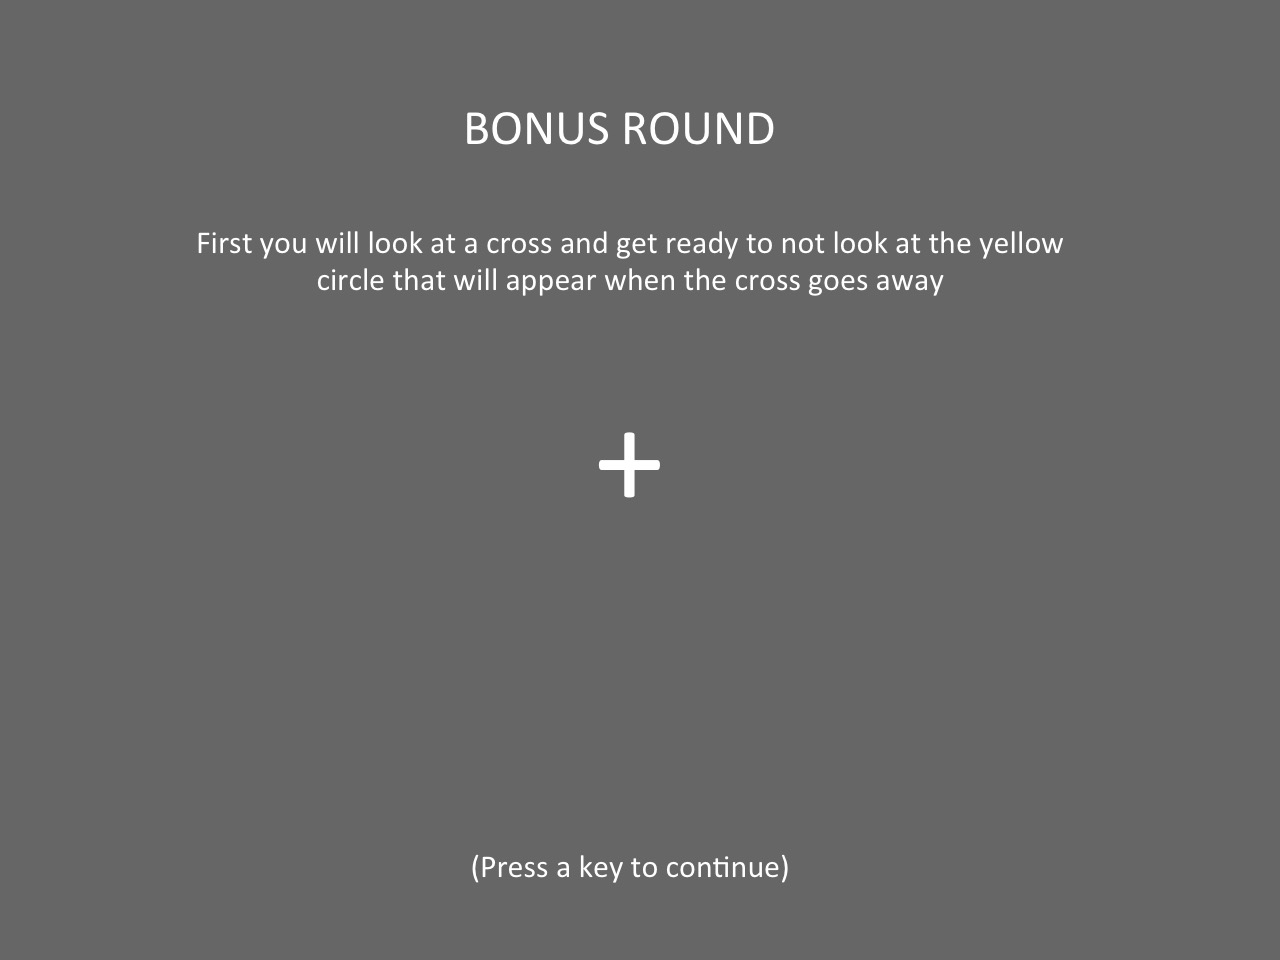 BONUS ROUND
First you will look at a cross and get ready to not look at the yellow
circle that will appear when the cross goes away
(Press a key to continue)